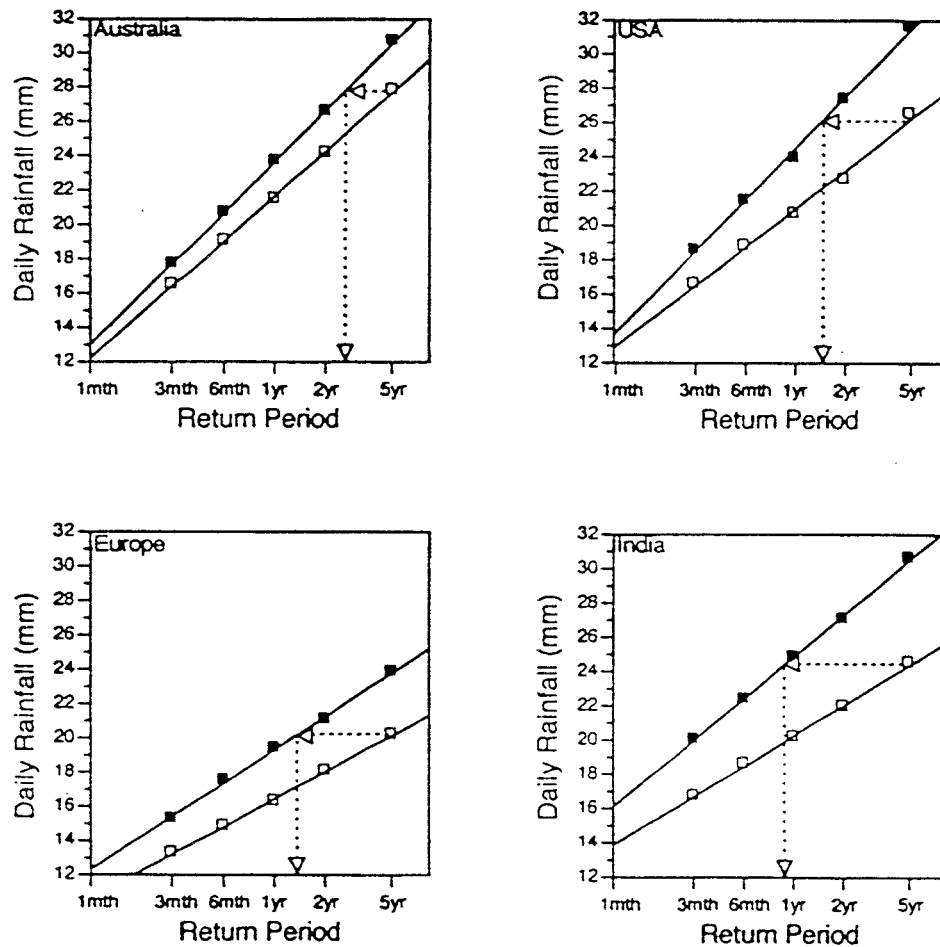 Australia
Daily Rainfall (mm)
32
30
28
26
24
22
20
18
16
14
12
1mth 3mth 6mth 1yr 2yr 5yr
Return Period
USA
Daily Rainfall (mm)
32
30
28
26
24
22
20
18
16
14
12
1mth 3mth 6mth 1yr 2yr 5yr
Return Period
Europe
Daily Rainfall (mm)
32
30
28
26
24
22
20
18
16
14
12
1mth 3mth 6mth 1yr 2yr 5yr
Return Period
India
Daily Rainfall (mm)
32
30
28
26
24
22
20
18
16
14
12
1mth 3mth 6mth 1yr 2yr 5yr
Return Period